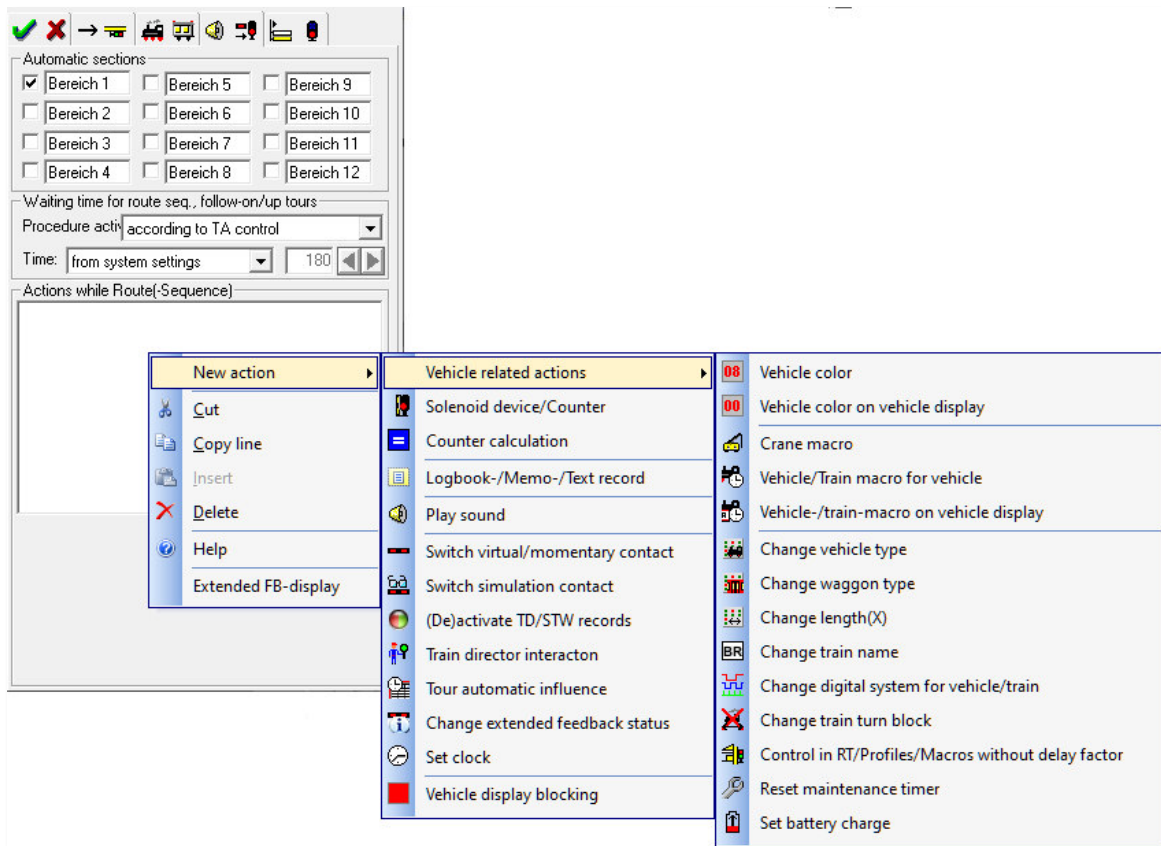 Automatic sections
Bereich 1 Bereich 5 Bereich 9
Bereich 2 Bereich 6 Bereich 10
Bereich 3 Bereich 7 Bereich 11
Bereich 4 Bereich 8 Bereich 12
Waiting time for route seq., follow-on/up tours
Procedure activ according to TA control
Time: from system settings 180
Actions while Route(-Sequence)
New action
Cut
Copy line
Insert
Delete
Help
Extended FB-display
Vehicle related actions
Solenoid device/Counter
Counter calculation
Logbook-/Memo-/Text record
Play sound
Switch virtual/momentary contact
Switch simulation contact
(De)activate TD/STW records
Train director interacton
Tour automatic influence
Change extended feedback status
Set clock
Vehicle display blocking
08 Vehicle color
00 Vehicle color on vehicle display
Crane macro
Vehicle/Train macro for vehicle
Vehicle-/train-macro on vehicle display
Change vehicle type
Change waggon type
Change length(X)
BR Change train name
Change digital system for vehicle/train
Change train turn block
Control in RT/Profiles/Macros without delay factor
Reset maintenance timer
Set battery charge